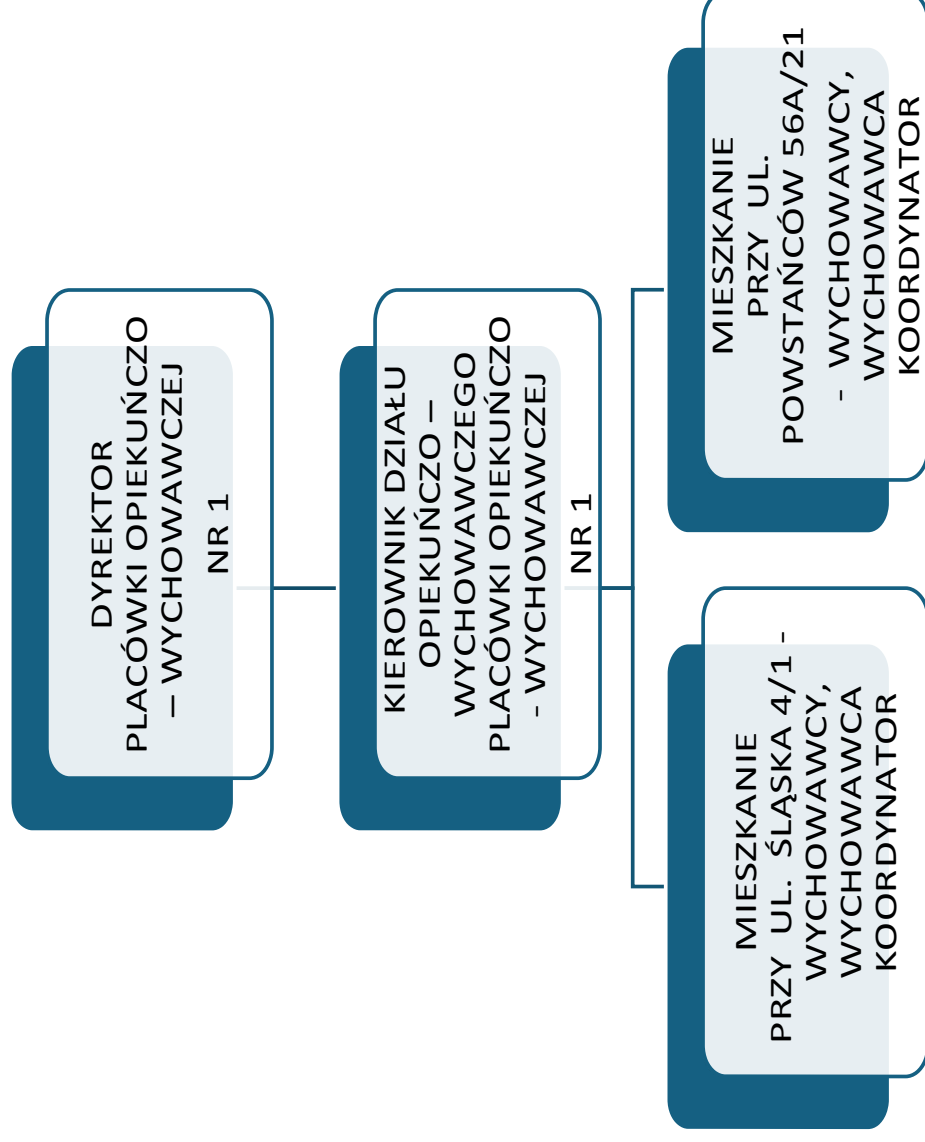 DYREKTOR
PLACÓWKI OPIEKUŃCZO
– WYCHOWAWCZEJ
NR 1
KIEROWNIK DZIAŁU
OPIEKUŃCZO –
WYCHOWAWCZEGO
PLACÓWKI OPIEKUŃCZO
- WYCHOWAWCZEJ
NR 1
MIESZKANIE
PRZY UL. ŚLĄSKA 4/1 -
WYCHOWAWCY,
WYCHOWAWCA
KOORDYNATOR
MIESZKANIE
PRZY UL.
POWSTAŃCÓW 56A/21
- WYCHOWAWCY,
WYCHOWAWCA
KOORDYNATOR